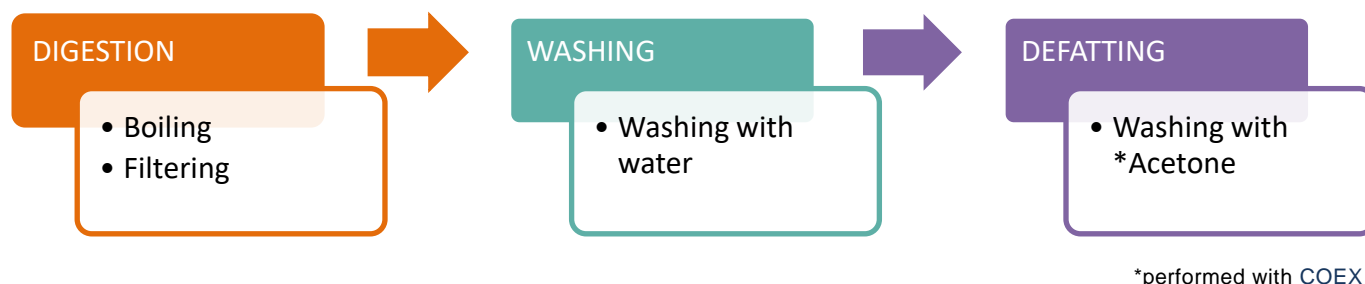 DIGESTION
• Boiling
• Filtering
WASHING
• Washing with
water
DEFATTING
• Washing with
*Acetone
*performed with COEX